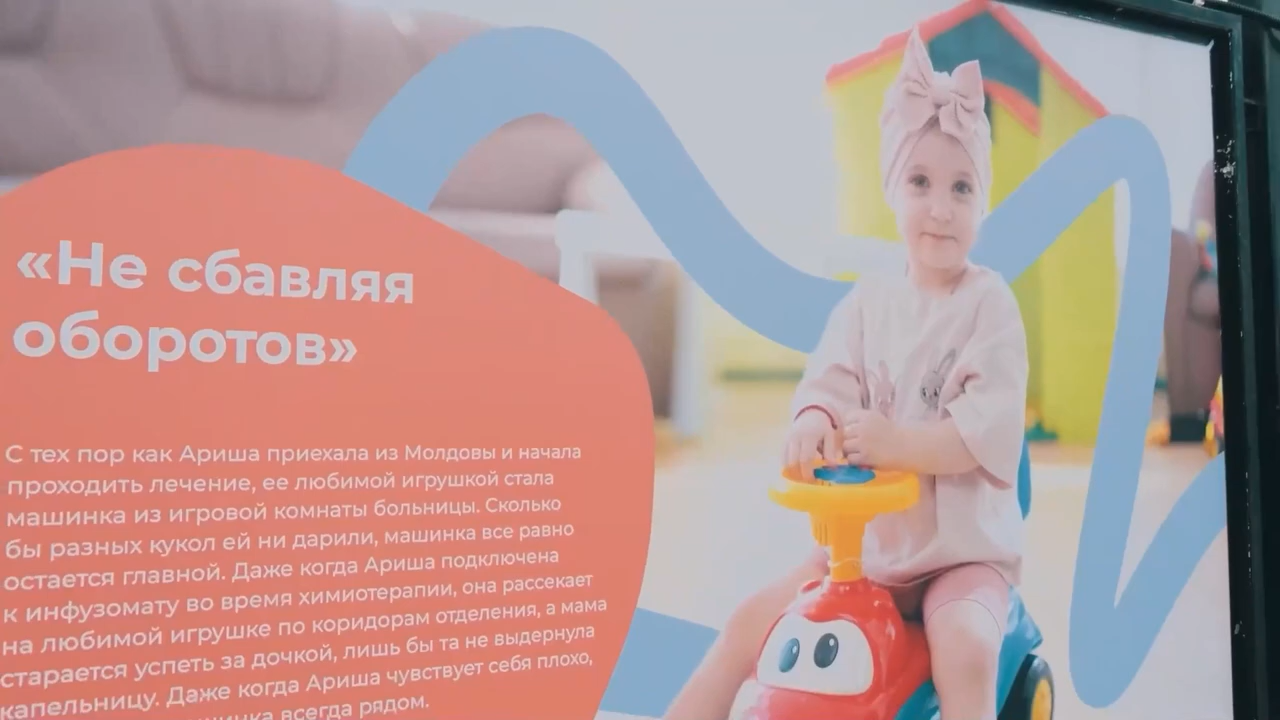 «Не сбавляя
оборотов»
С тех пор как Ариша приехала из Молдовы и начала
проходить лечение, ее любимой игрушкой стала
машинка из игровой комнаты больницы. Сколько
бы разных кукол ей ни дарили, машинка все равно
остается главной. Даже когда Ариша подключена
к инфузомату во время химиотерапии, она рассекает
на любимой игрушке по коридорам отделения, а мама
старается успеть за дочкой, лишь бы та не выдернула
капельницу. Даже когда Ариша чувствует себя плохо,
всегда рядом.